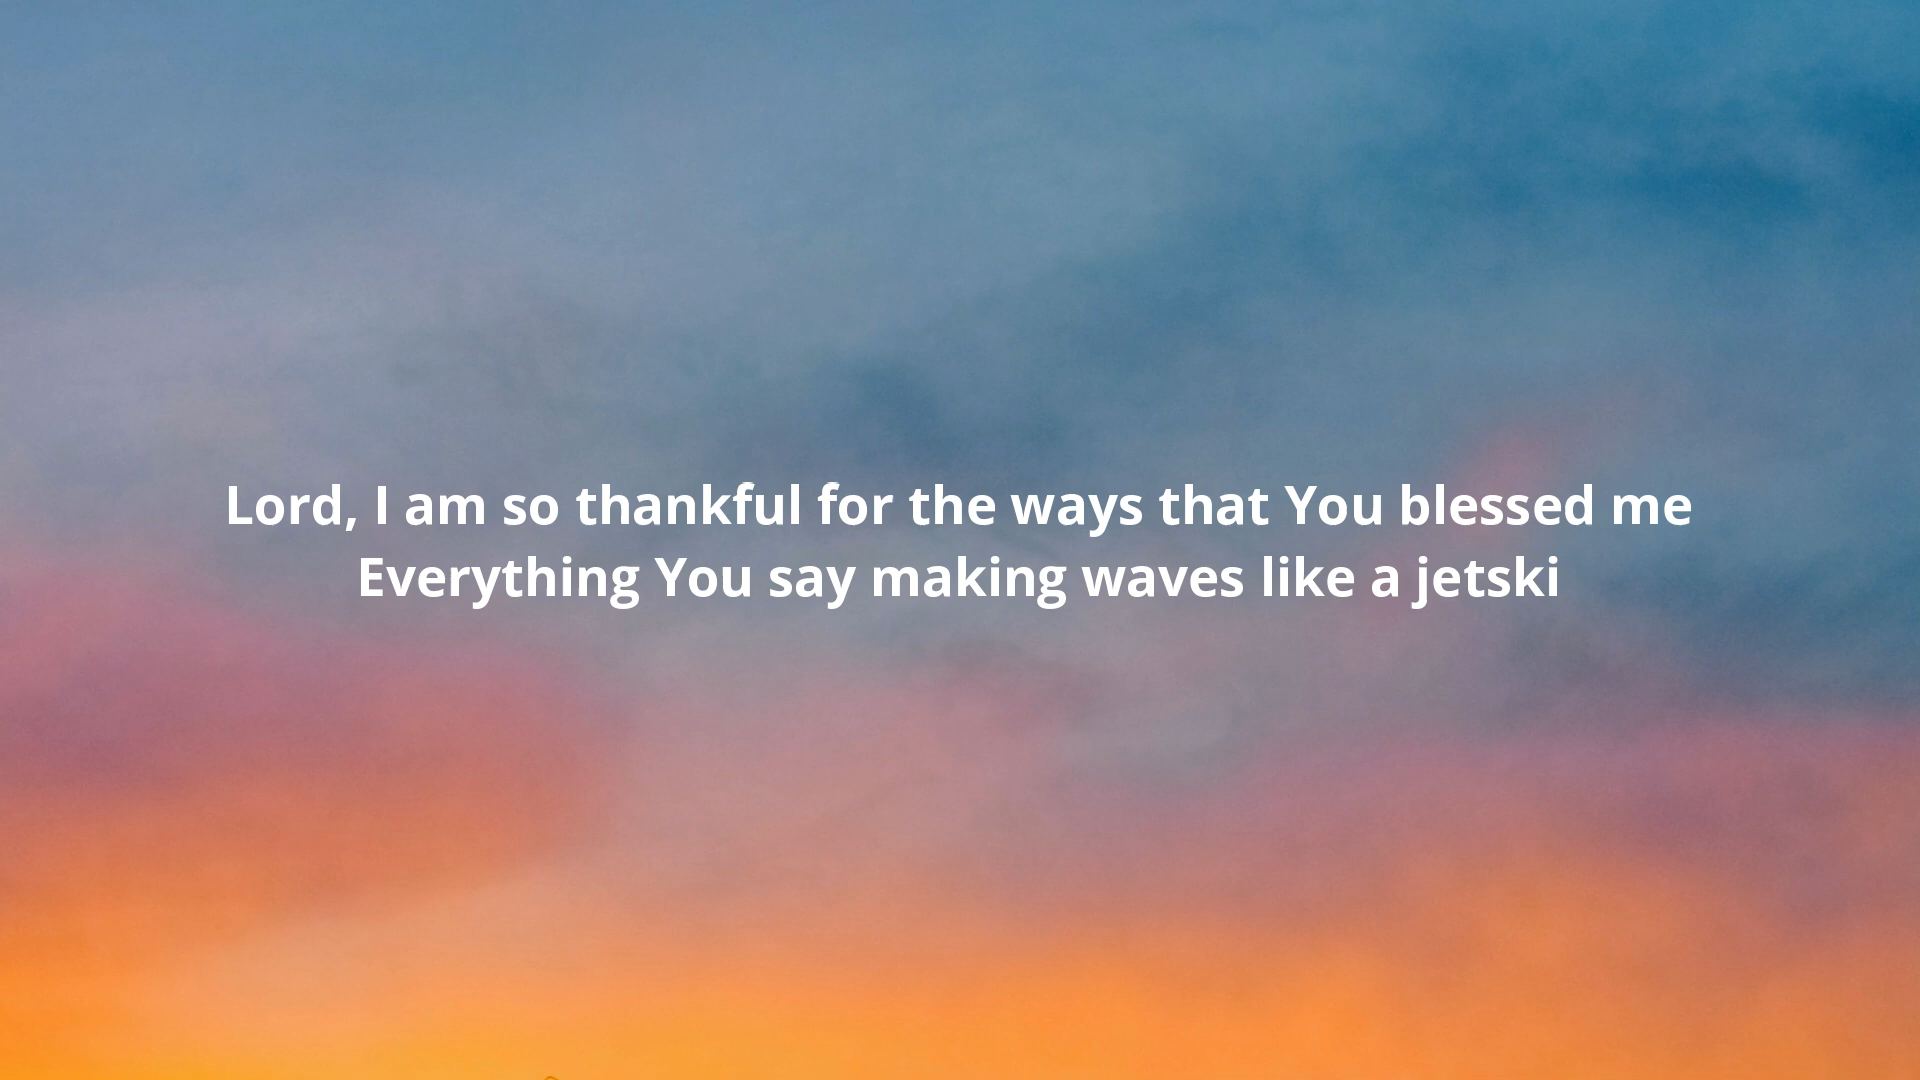 Lord, I am so thankful for the ways that You blessed me
Everything You say making waves like a jetski